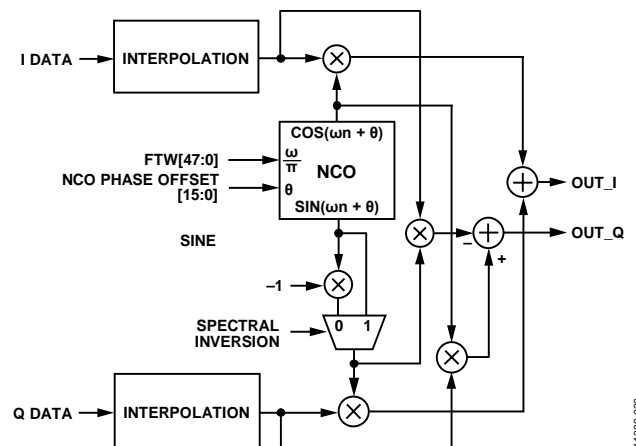 I DATA
INTERPOLATION
COS(ωn + θ)
FTW[47:0]
ω
π
NCO
NCO PHASE OFFSET
[15:0]
θ
SIN(ωn + θ)
OUT_I
–
+
OUT_Q
SINE
–1
0 1
SPECTRAL
INVERSION
Q DATA
INTERPOLATION